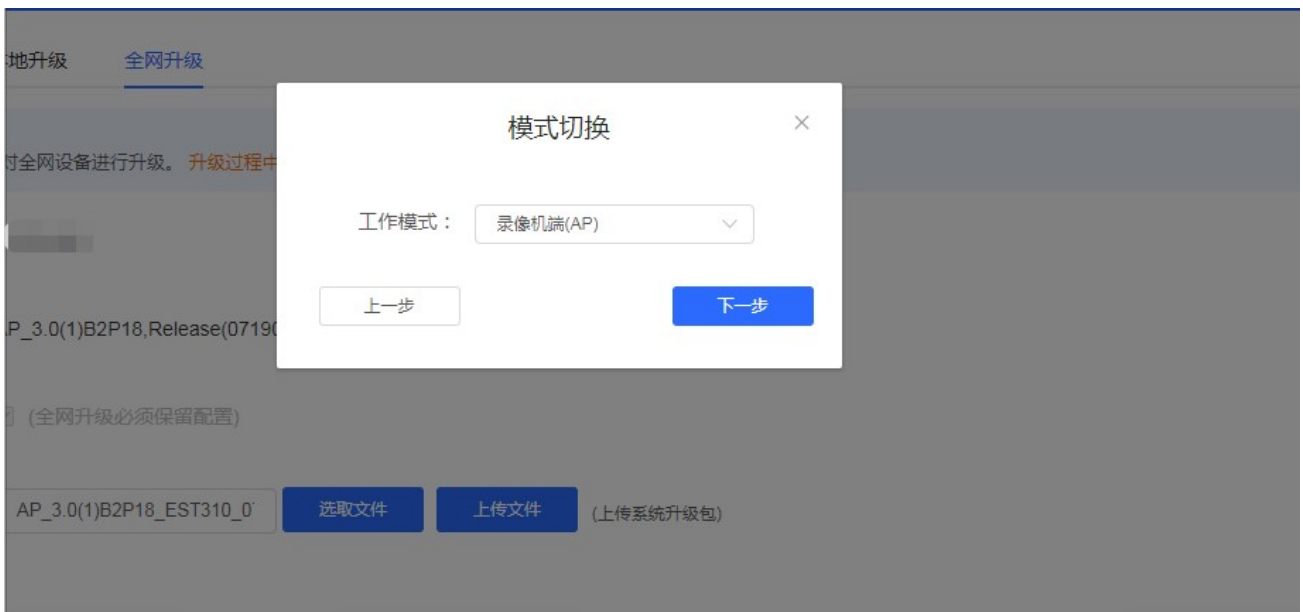 地升级 全网升级
模式切换
对全网设备进行升级。 升级过程中
工作模式： 录像机端(AP)
上一步 下一步
P_3.0(1)B2P18,Release(07190
(全网升级必须保留配置)
AP_3.0(1)B2P18_EST310_0 选取文件 上传文件 (上传系统升级包)